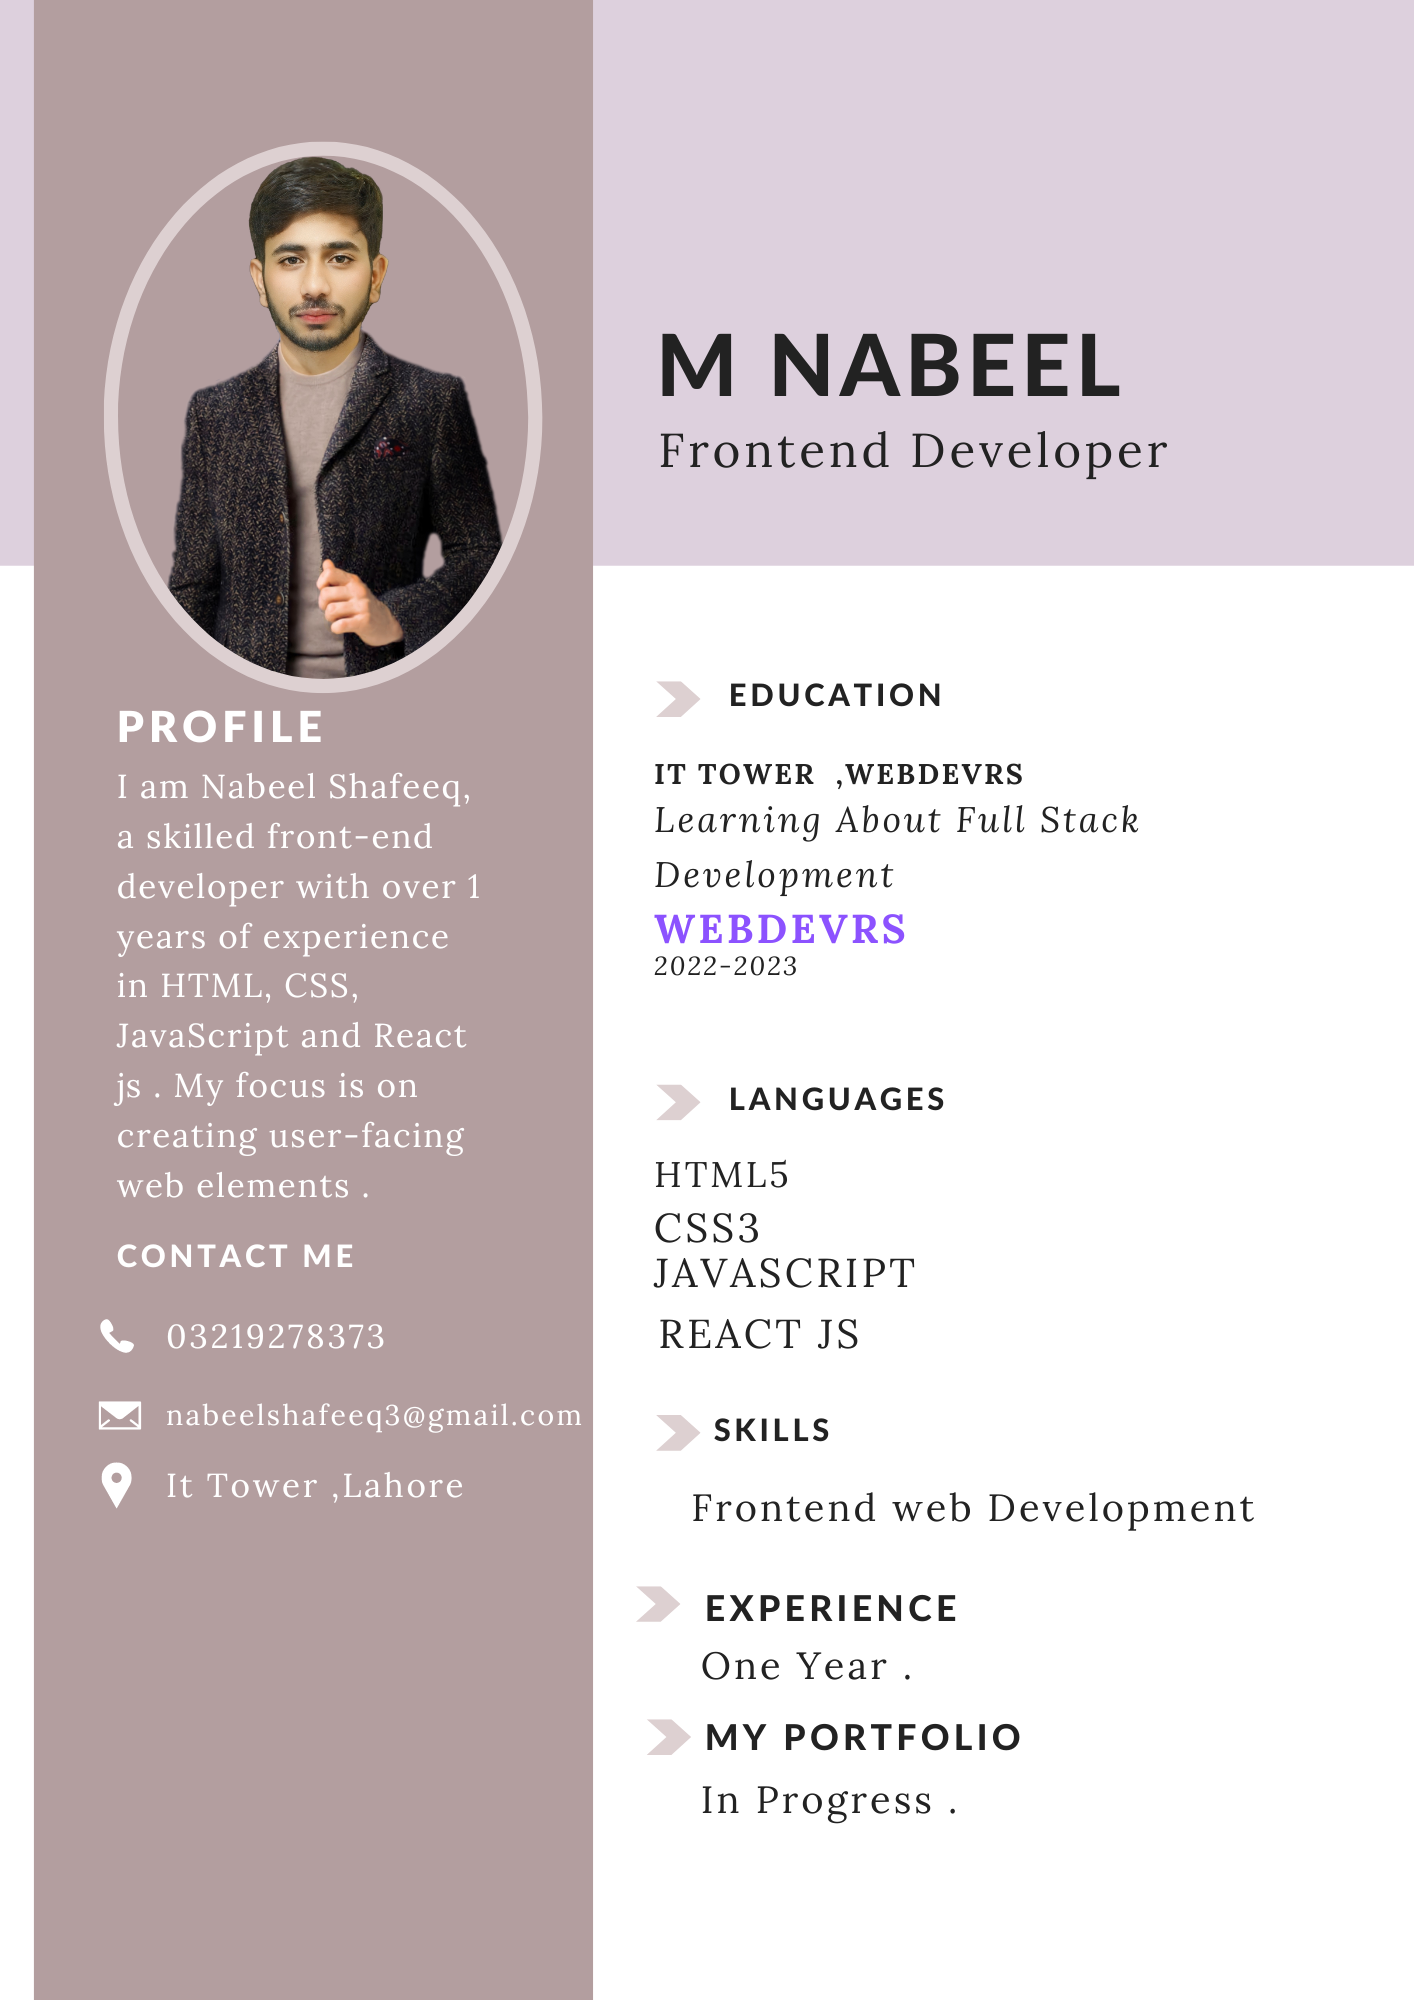 M NABEEL
Frontend Developer
PROFILE
I am Nabeel Shafeeq,
a skilled front-end
developer with over 1
years of experience
in HTML, CSS,
JavaScript and React
js . My focus is on
creating user-facing
web elements .
CONTACT ME
03219278373
nabeelshafeeq3@gmail.com
It Tower ,Lahore
EDUCATION
IT TOWER ,WEBDEVRS
Learning About Full Stack
Development
WEBDEVRS
2022-2023
LANGUAGES
HTML5
CSS3
JAVASCRIPT
REACT JS
SKILLS
Frontend web Development
EXPERIENCE
One Year .
MY PORTFOLIO
In Progress .